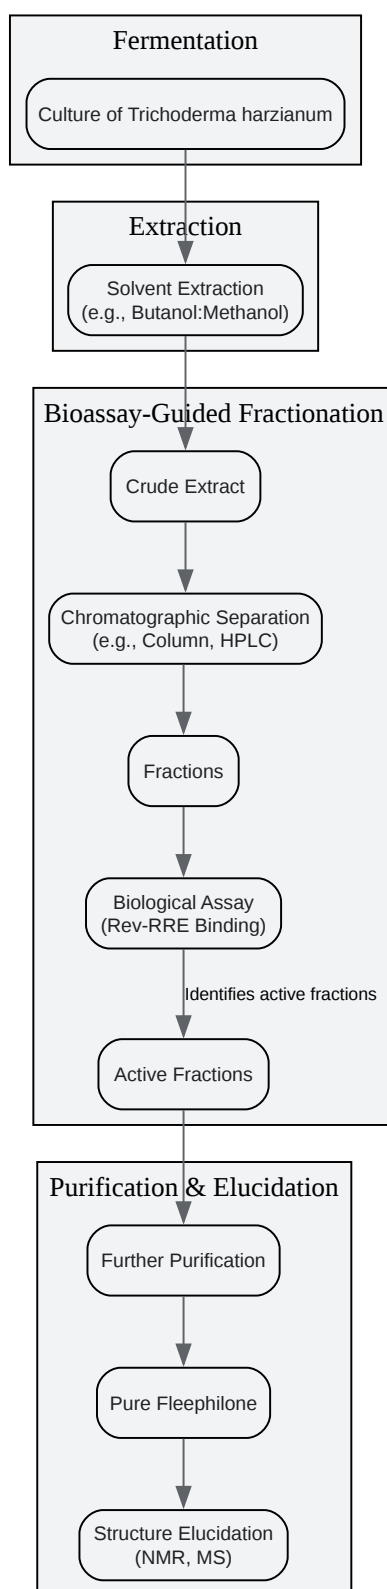 Fermentation
Culture of Trichoderma harzianum
Extraction
Solvent Extraction
(e.g., Butanol:Methanol)
Bioassay-Guided Fractionation
Crude Extract
Chromatographic Separation
(e.g., Column, HPLC)
Fractions
Biological Assay
(Rev-RRE Binding)
Identifies active fractions
Active Fractions
Purification & Elucidation
Further Purification
Pure Fleephilone
Structure Elucidation
(NMR, MS)